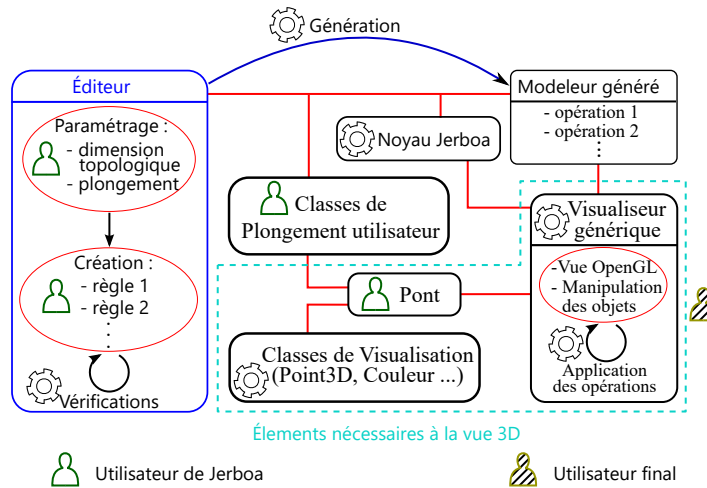 Génération
Éditeur
Paramétrage :
- dimension
topologique
- plongement
Création :
- règle 1
- règle 2
⋮
Vérifications
Modeleur généré
- opération 1
- opération 2
⋮
Noyau Jerboa
Classes de
Plongement utilisateur
Visualiseur
générique
-Vue OpenGL
- Manipulation
des objets
Application
des opérations
Pont
Classes de Visualisation
(Point3D, Couleur ...)
Élements nécessaires à la vue 3D
Utilisateur de Jerboa
Utilisateur final